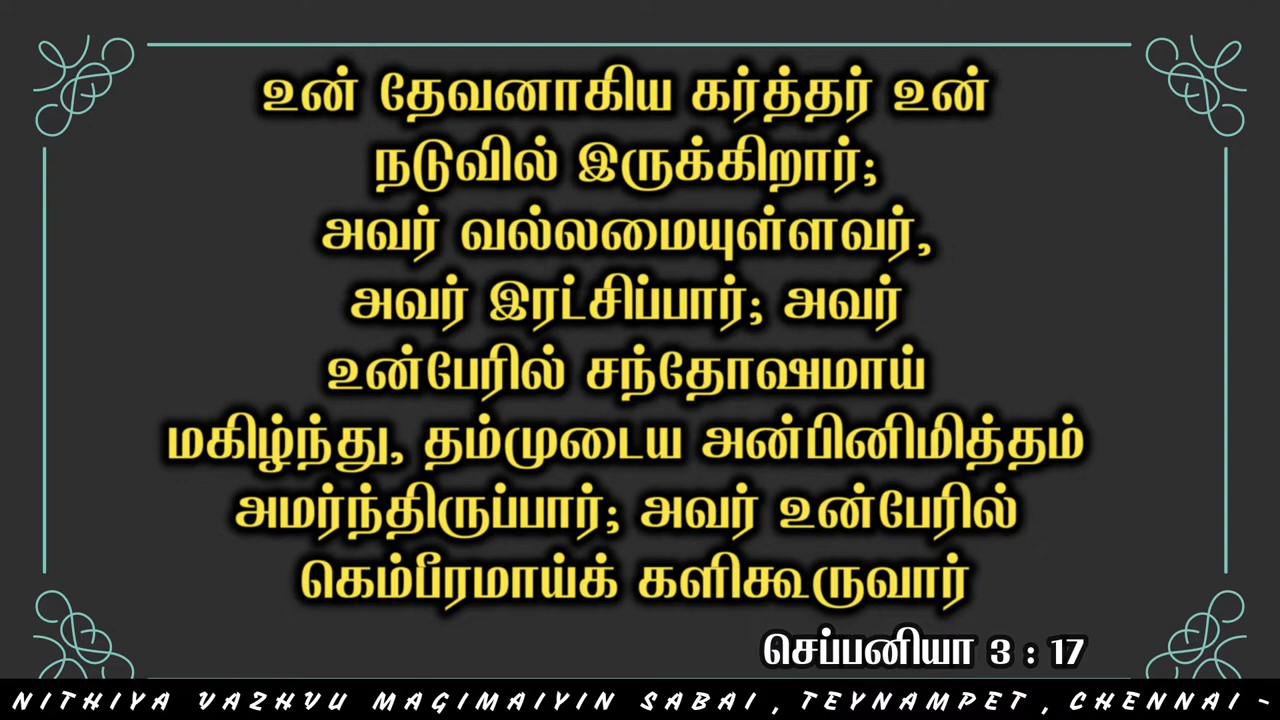 உன் தேவனாகிய கர்த்தர் உன்
நடுவில் இருக்கிறார்;
அவர் வல்லமையுள்ளவர்,
அவர் இரட்சிப்பார்; அவர்
உன்பேரில் சந்தோஷமாய்
மகிழ்ந்து, தம்முடைய அன்பினிமித்தம்
அமர்ந்திருப்பார்; அவர் உன்பேரில்
கெம்பீரமாய்க் களிகூருவார்
செப்பனியா 3 : 17
NITHIYA VAZHVU MAGIMAIYIN SABAI, TEYNAMPET, CHENNAI -